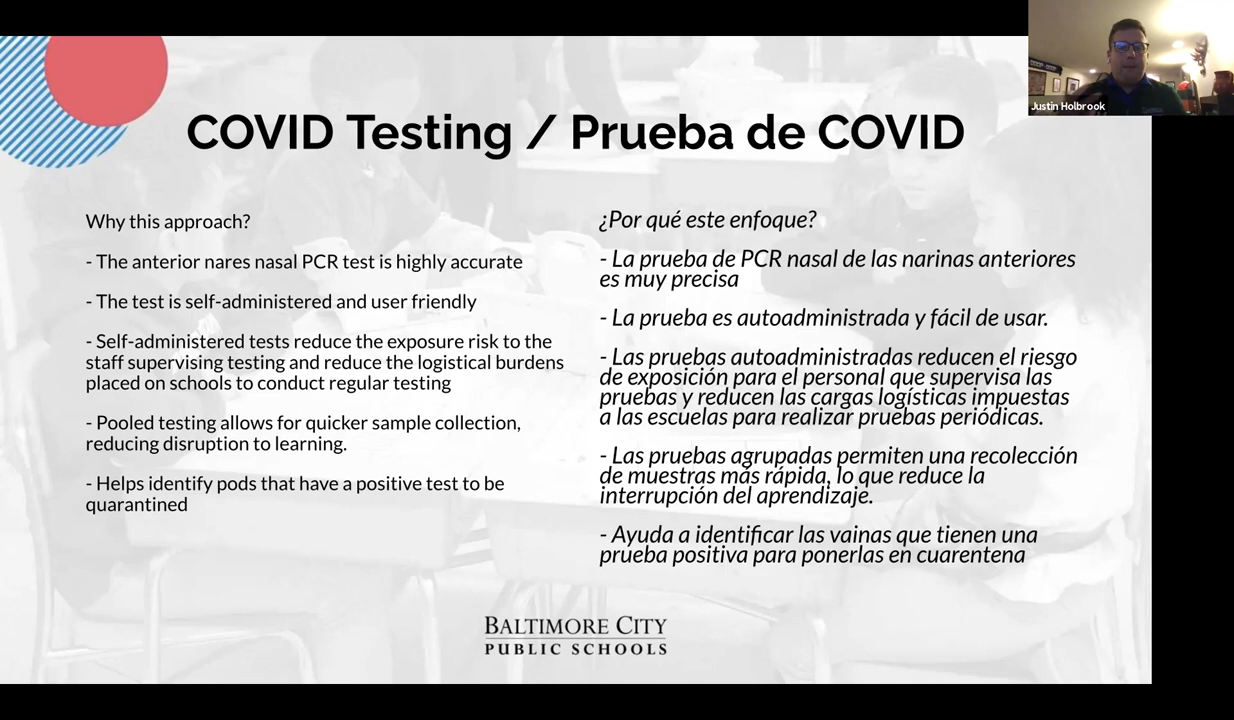 Justin Holbrook
COVID Testing / Prueba de COVID
Why this approach?
- The anterior nares nasal PCR test is highly accurate
- The test is self-administered and user friendly
- Self-administered tests reduce the exposure risk to the
staff supervising testing and reduce the logistical burdens
placed on schools to conduct regular testing
- Pooled testing allows for quicker sample collection,
reducing disruption to learning.
- Helps identify pods that have a positive test to be
quarantined
¿Por qué este enfoque?
- La prueba de PCR nasal de las narinas anteriores
es muy precisa
- La prueba es autoadministrada y fácil de usar.
- Las pruebas autoadministradas reducen el riesgo
de exposición para el personal que supervisa las
pruebas y reducen las cargas logísticas impuestas
a las escuelas para realizar pruebas periódicas.
- Las pruebas agrupadas permiten una recolección
de muestras más rápida, lo que reduce la
interrupción del aprendizaje.
- Ayuda a identificar las vainas que tienen una
prueba positiva para ponerlas en cuarentena
BALTIMORE CITY
PUBLIC SCHOOLS